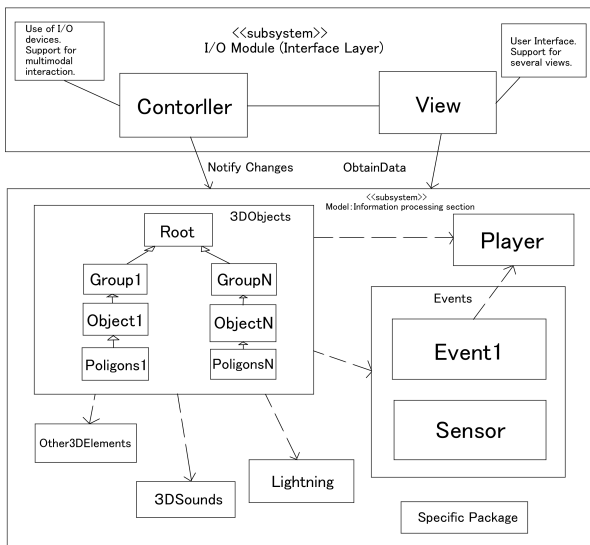 Use of I/O
devices.
Support for
multimodal
interaction.
<<subsystem>>
I/O Module (Interface Layer)
User Interface.
Support for
several views.
Contorller
View
Notify Changes
ObtainData
<<subsystem>>
Model:Information processing section
3DObjects
Root
Player
Group1
GroupN
Events
Object1
ObjectN
Event1
Poligons1
PoligonsN
Sensor
Other3DElements
Lightning
3DSounds
Specific Package